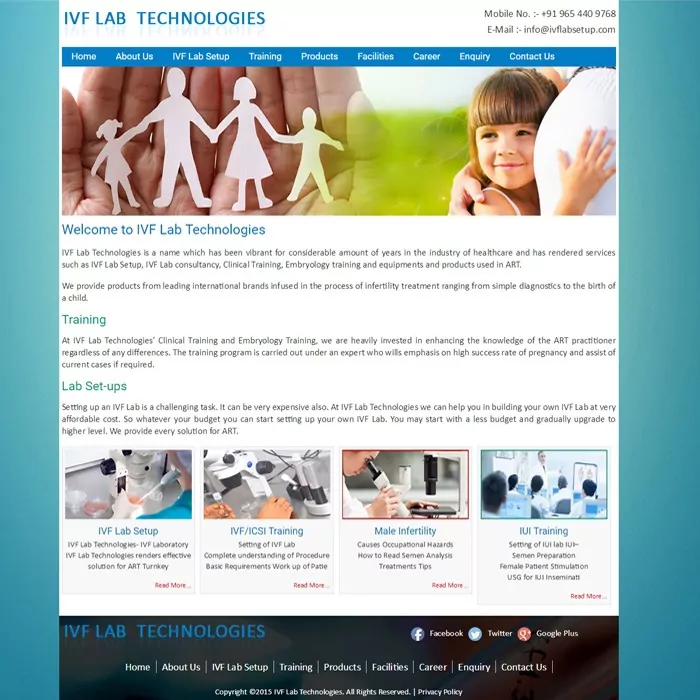 IVF LAB TECHNOLOGIES
Mobile No. :- +91 965 440 9768
E-Mail :- info@ivflabsetup.com
Home About Us IVF Lab Setup Training Products Facilities Career Enquiry Contact Us
Welcome to IVF Lab Technologies
IVF Lab Technologies is a name which has been vibrant for considerable amount of years in the industry of healthcare and has rendered services
such as IVF Lab Setup, IVF Lab consultancy, Clinical Training, Embryology training and equipments and products used in ART.
We provide products from leading international brands infused in the process of infertility treatment ranging from simple diagnostics to the birth of
a child.
Training
At IVF Lab Technologies' Clinical Training and Embryology Training, we are heavily invested in enhancing the knowledge of the ART practitioner
regardless of any differences. The training program is carried out under an expert who wills emphasis on high success rate of pregnancy and assist of
current cases if required.
Lab Set-ups
Setting up an IVF Lab is a challenging task. It can be very expensive also. At IVF Lab Technologies we can help you in building your own IVF Lab at very
affordable cost. So whatever your budget you can start setting up your own IVF Lab. You may start with a less budget and gradually upgrade to
higher level. We provide every solution for ART.
IVF Lab Setup
IVF Lab Technologies- IVF Laboratory
IVF Lab Technologies renders effective
solution for ART Turnkey
Read More...
IVF/ICSI Training
Setting of IVF Lab
Complete understanding of Procedure
Basic Requirements Work up of Patie
Read More...
Male Infertility
Causes Occupational Hazards
How to Read Semen Analysis
Treatments Tips
Read More...
IUI Training
Setting of IUI lab IUI–
Semen Preparation
Female Patient Stimulation
USG for IUI Inseminati
Read More...
IVF LAB TECHNOLOGIES
Facebook Twitter Google Plus
Home | About Us | IVF Lab Setup | Training | Products | Facilities | Career | Enquiry | Contact Us |
Copyright ©2015 IVF Lab Technologies. All Rights Reserved. | Privacy Policy